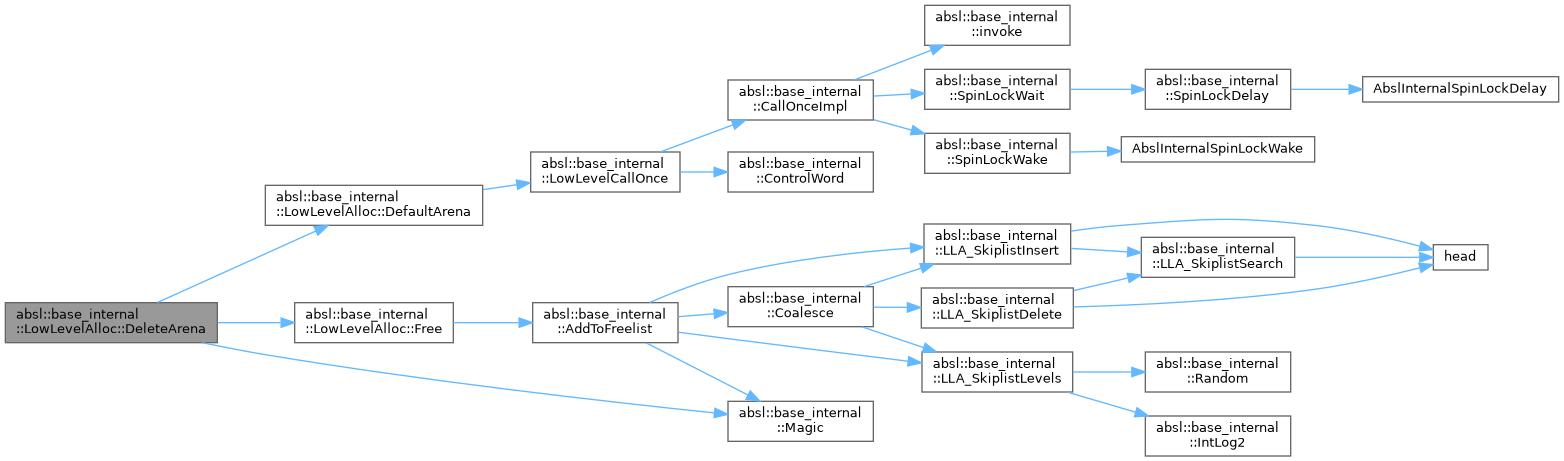 absl::base_internal
::LowLevelAlloc::DeleteArena
absl::base_internal
::LowLevelAlloc::DefaultArena
absl::base_internal
::LowLevelAlloc::Free
absl::base_internal
::LowLevelCallOnce
absl::base_internal
::AddToFreelist
absl::base_internal
::CallOnceImpl
absl::base_internal
::ControlWord
absl::base_internal
::Coalesce
absl::base_internal
::Magic
absl::base_internal
::invoke
absl::base_internal
::SpinLockWait
absl::base_internal
::SpinLockWake
absl::base_internal
::LLA_SkiplistInsert
absl::base_internal
::LLA_SkiplistDelete
absl::base_internal
::LLA_SkiplistLevels
absl::base_internal
::SpinLockDelay
AbslInternalSpinLockWake
absl::base_internal
::LLA_SkiplistSearch
absl::base_internal
::Random
absl::base_internal
::IntLog2
AbslInternalSpinLockDelay
head